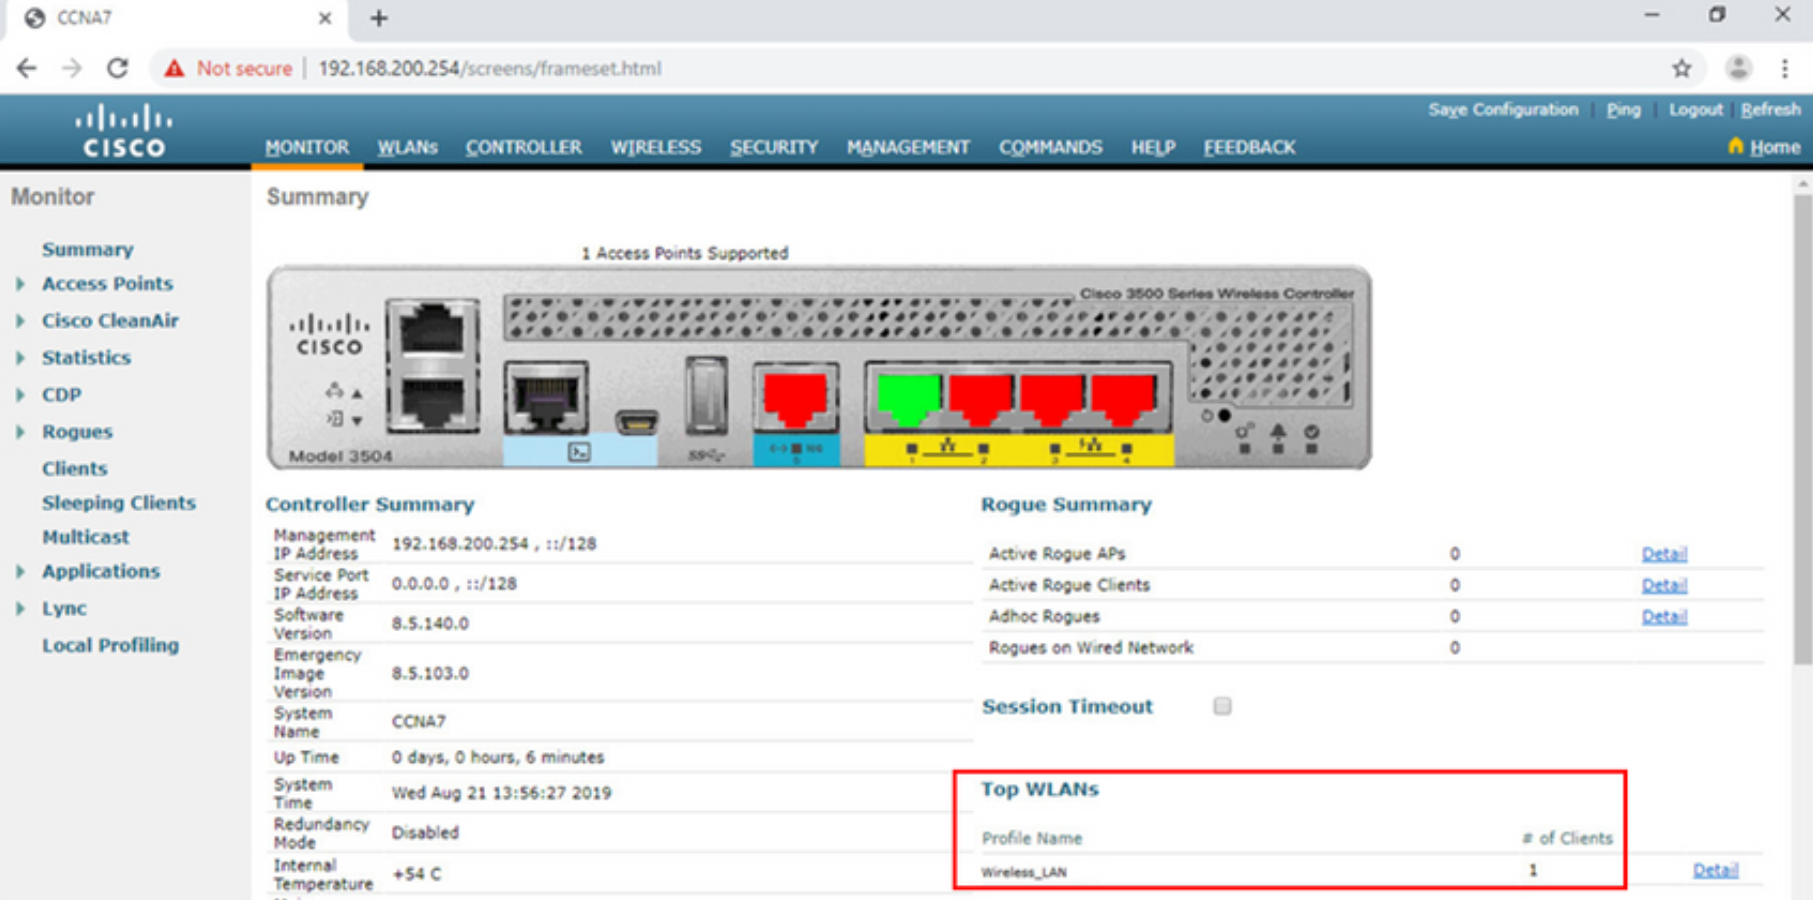 CCNA7
Not secure | 192.168.200.254/screens/frameset.html
Save Configuration | Ping | Logout | Refresh
CISCO
MONITOR WLANs CONTROLLER WIRELESS SECURITY MANAGEMENT COMMANDS HELP FEEDBACK Home
Monitor
Summary
Access Points
Cisco CleanAir
Statistics
CDP
Rogues
Clients
Sleeping Clients
Multicast
Applications
Lync
Local Profiling
Summary
1 Access Points Supported
Cisco 3500 Series Wireless Controller
CISCO
Model 3504
5
1 2 3 4
Controller Summary
Management IP Address 192.168.200.254 , ::/128
Service Port IP Address 0.0.0.0 , ::/128
Software Version 8.5.140.0
Emergency Image Version 8.5.103.0
System Name CCNA7
Up Time 0 days, 0 hours, 6 minutes
System Time Wed Aug 21 13:56:27 2019
Redundancy Mode Disabled
Internal Temperature +54 C
Rogue Summary
Active Rogue APs 0 Detail
Active Rogue Clients 0 Detail
Adhoc Rogues 0 Detail
Rogues on Wired Network 0
Session Timeout
Top WLANs
Profile Name # of Clients
Wireless_LAN 1 Detail